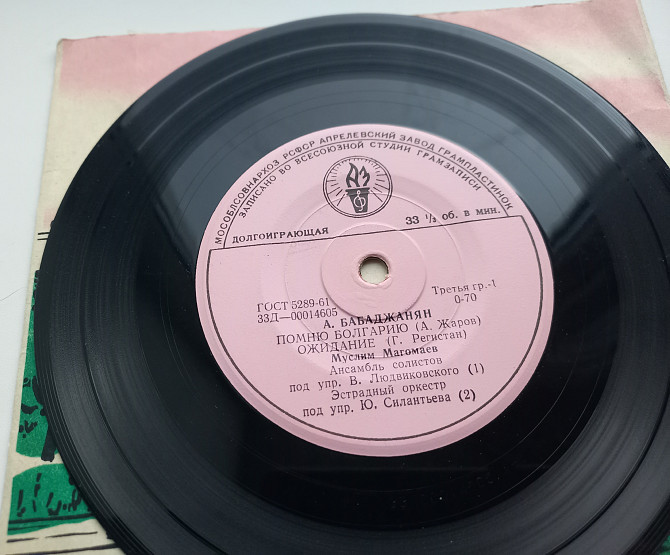 МОСОБЛСОВНАРХОЗ РСФСР АПРЕЛЕВСКИЙ ЗАВОД ГРАМПЛАСТИНОК
ЗАПИСАНО ВО ВСЕСОЮЗНОЙ СТУДИИ ГРАМЗАПИСИ
АЗ
ДОЛГОИГРАЮЩАЯ 33 ⅓ об. в мин.
ГОСТ 5289-61 Третья гр.-1
33Д—00014605 0-70
А. БАБАДЖАНЯН
ПОМНЮ БОЛГАРИЮ (А. Жаров)
ОЖИДАНИЕ (Г. Регистан)
Муслим Магомаев
Ансамбль солистов
под упр. В. Людвиковского (1)
Эстрадный оркестр
под упр. Ю. Силантьева (2)